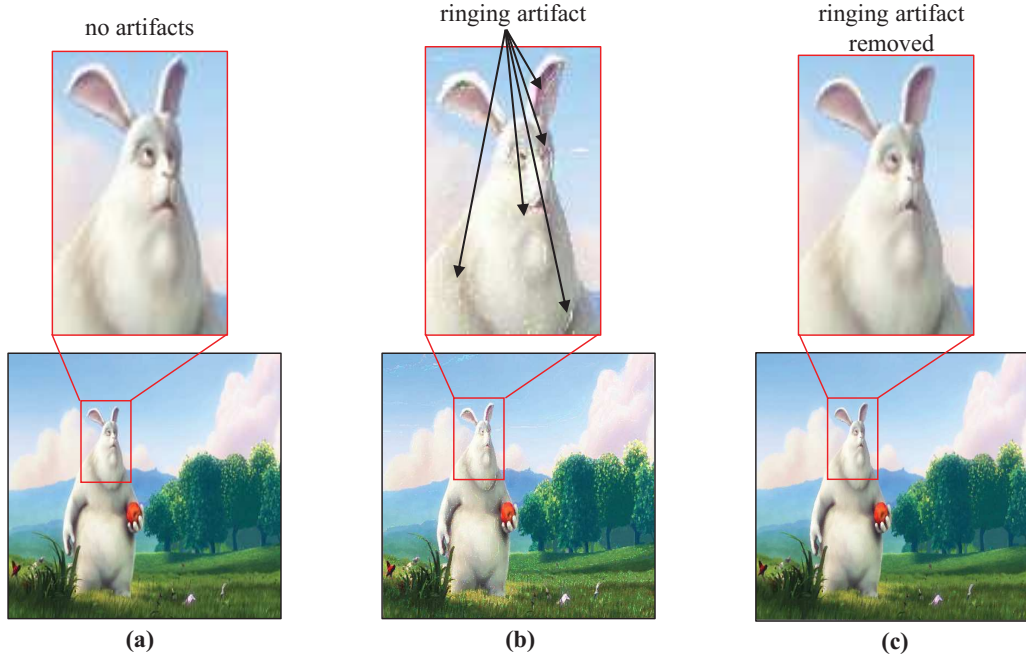 no artifacts
ringing artifact
ringing artifact
removed
(a)
(b)
(c)